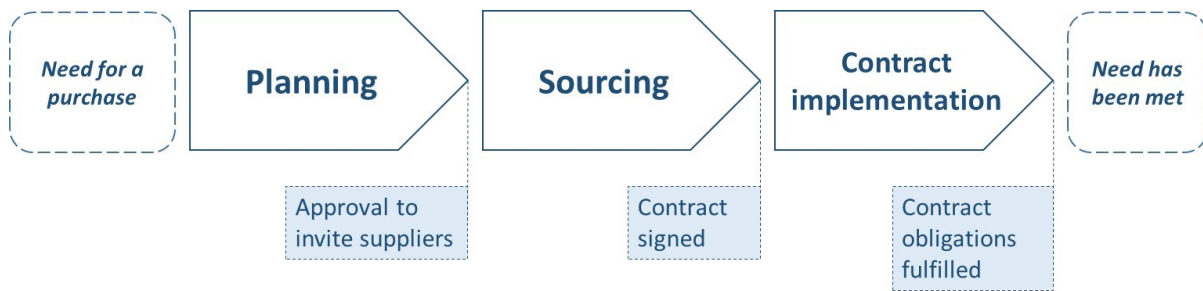 Need for a
purchase
Planning
Sourcing
Contract
implementation
Need has
been met
Approval to
invite suppliers
Contract
signed
Contract
obligations
fulfilled